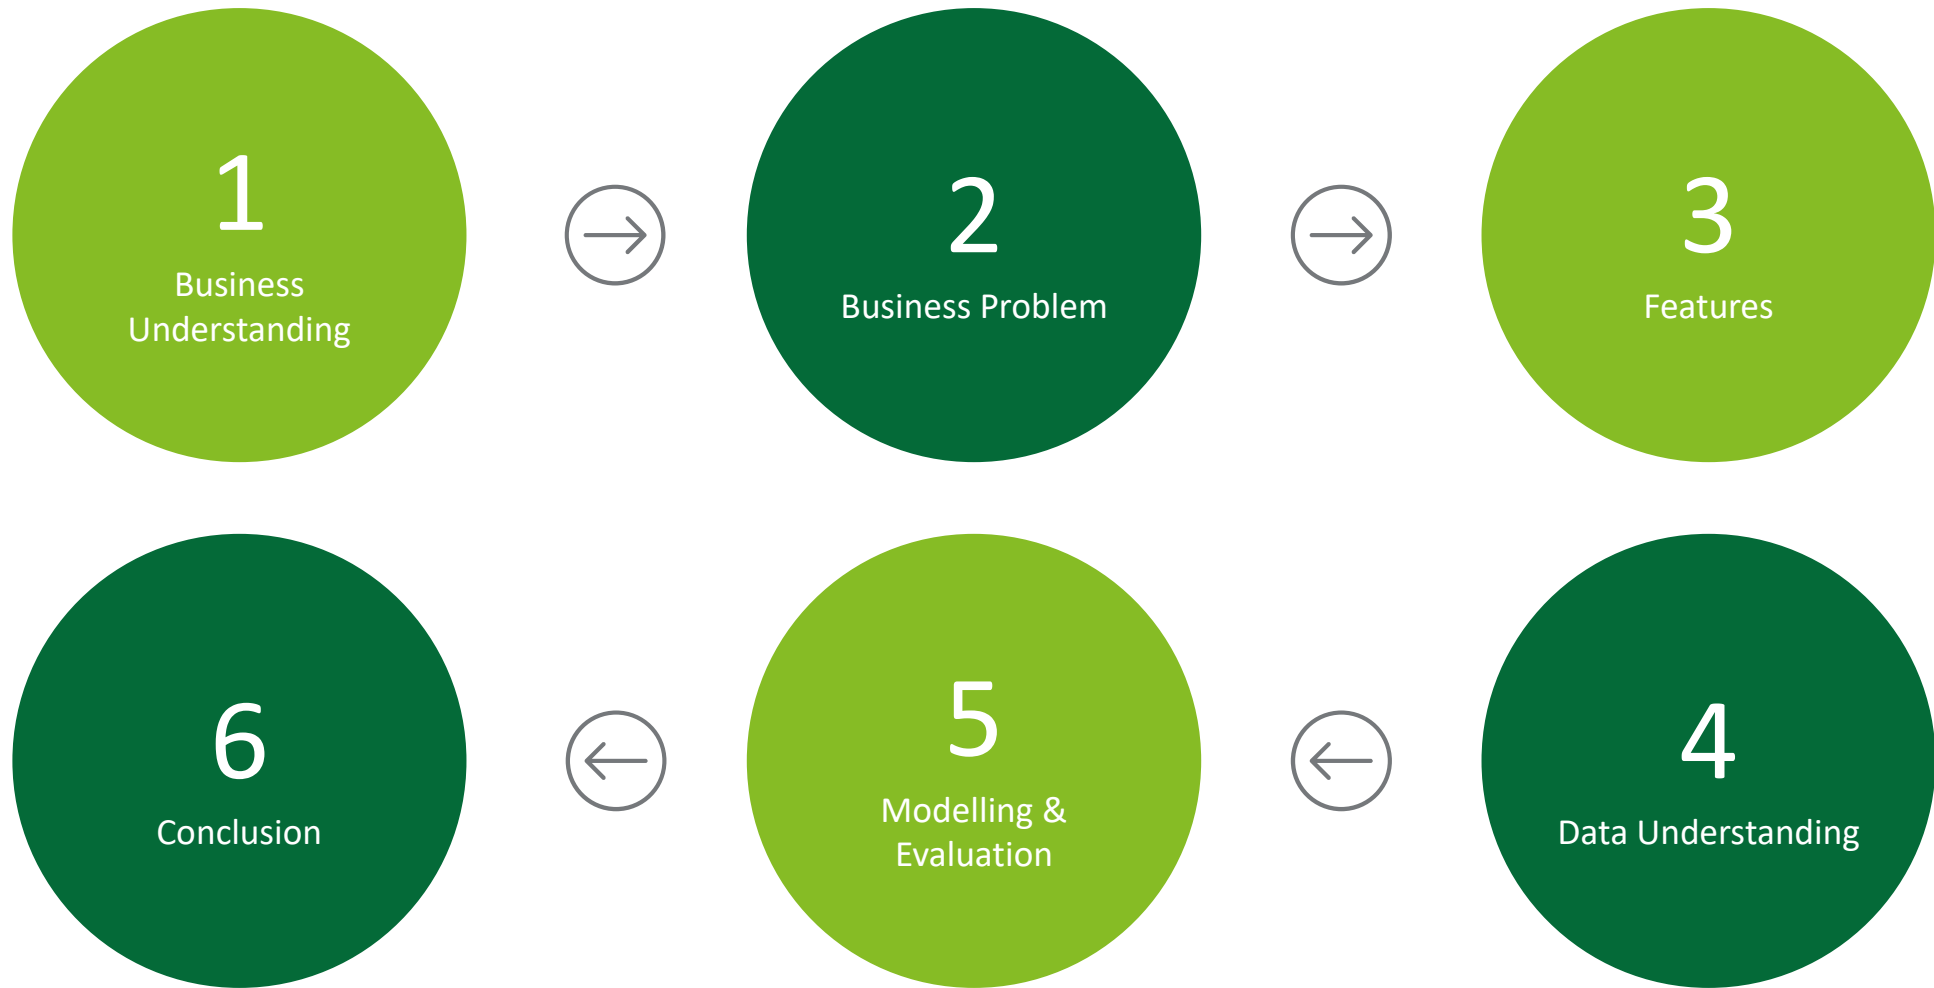 1
Business
Understanding
2
Business Problem
3
Features
6
Conclusion
5
Modelling &
Evaluation
4
Data Understanding